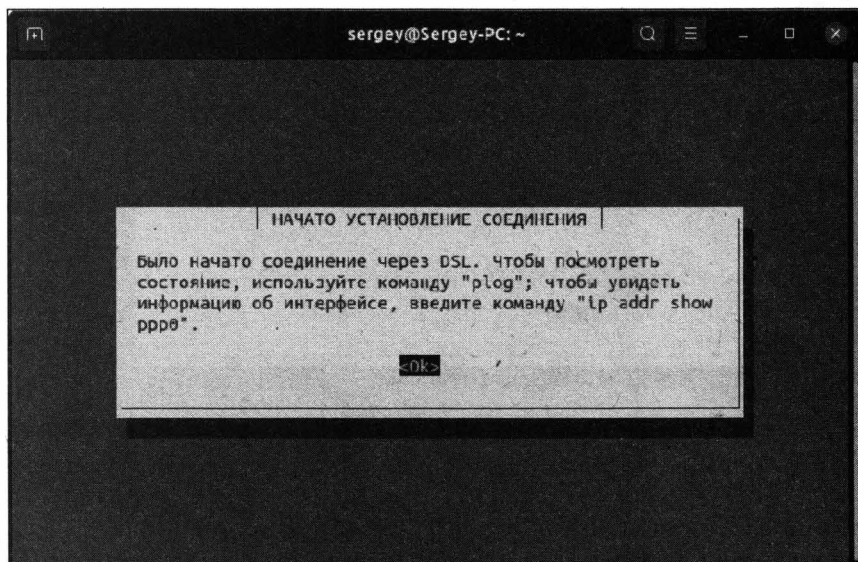 sergey@Sergey-PC: ~
НАЧАТО УСТАНОВЛЕНИЕ СОЕДИНЕНИЯ
Было начато соединение через DSL. Чтобы посмотреть
состояние, используйте команду "plog"; чтобы увидеть
информацию об интерфейсе, введите команду "ip addr show
ppp0".
<Ok>